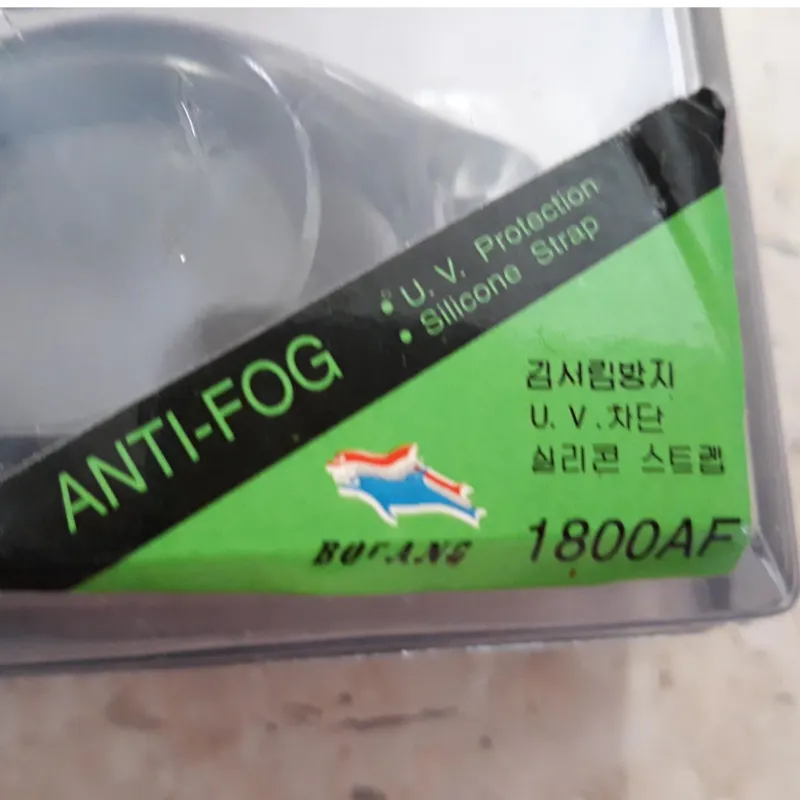 ANTI-FOG
• U. V. Protection
• Silicone Strap
김서림방지
U. V. 차단
실리콘 스트랩
BOFANG
1800AF